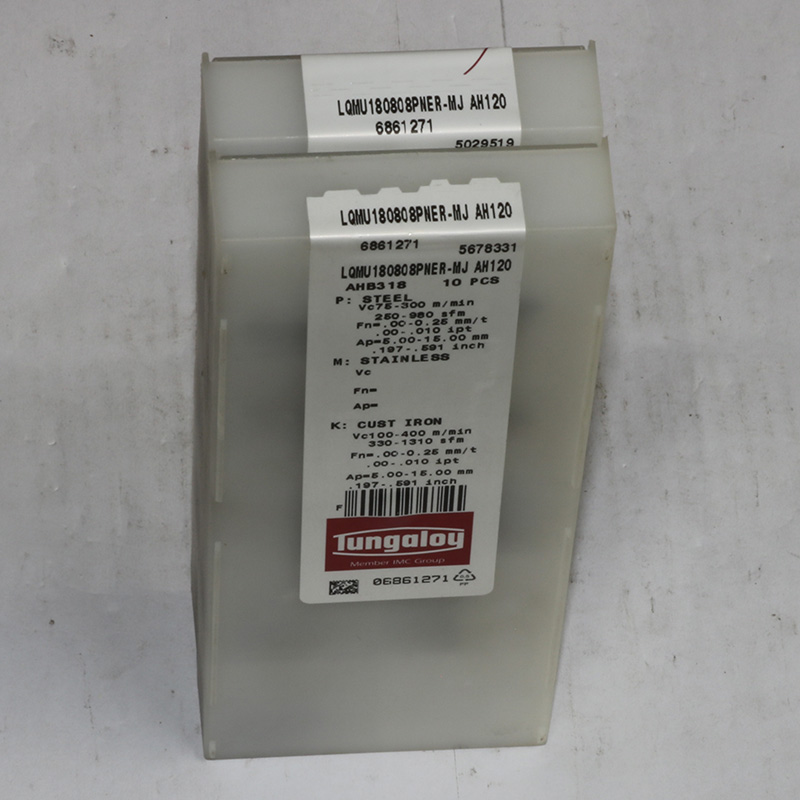 LQMU180808PNER-MJ AH120
6861271
5029519
LQMU180808PNER-MJ AH120
6861271 5678331
LQMU180808PNER-MJ AH120
AHB318 10 PCS
P: STEEL
Vc75-300 m/min
250-980 sfm
Fn=.00-0.25 mm/t
.00-.010 ipt
Ap=5.00-15.00 mm
.197-.591 inch
M: STAINLESS
Vc
Fn=
Ap=
K: CUST IRON
Vc100-400 m/min
330-1310 sfm
Fn=.00-0.25 mm/t
.00-.010 ipt
Ap=5.00-15.00 mm
.197-.591 inch
F
Tungaloy
Member IMC Group
06861271
PP